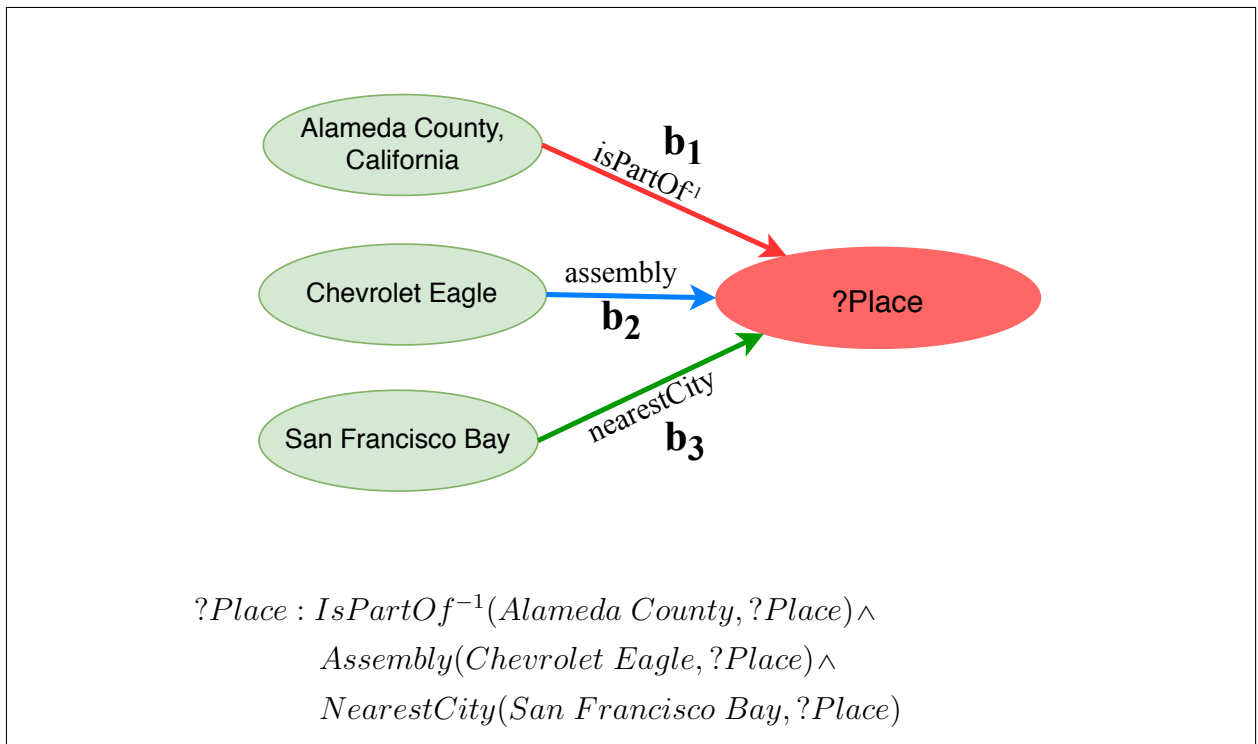 Alameda County,
California
b1
isPartOf-1
Chevrolet Eagle
assembly
b2
?Place
San Francisco Bay
nearestCity
b3
?Place : IsPartOf⁻¹(Alameda County, ?Place)∧
Assembly(Chevrolet Eagle, ?Place)∧
NearestCity(San Francisco Bay, ?Place)